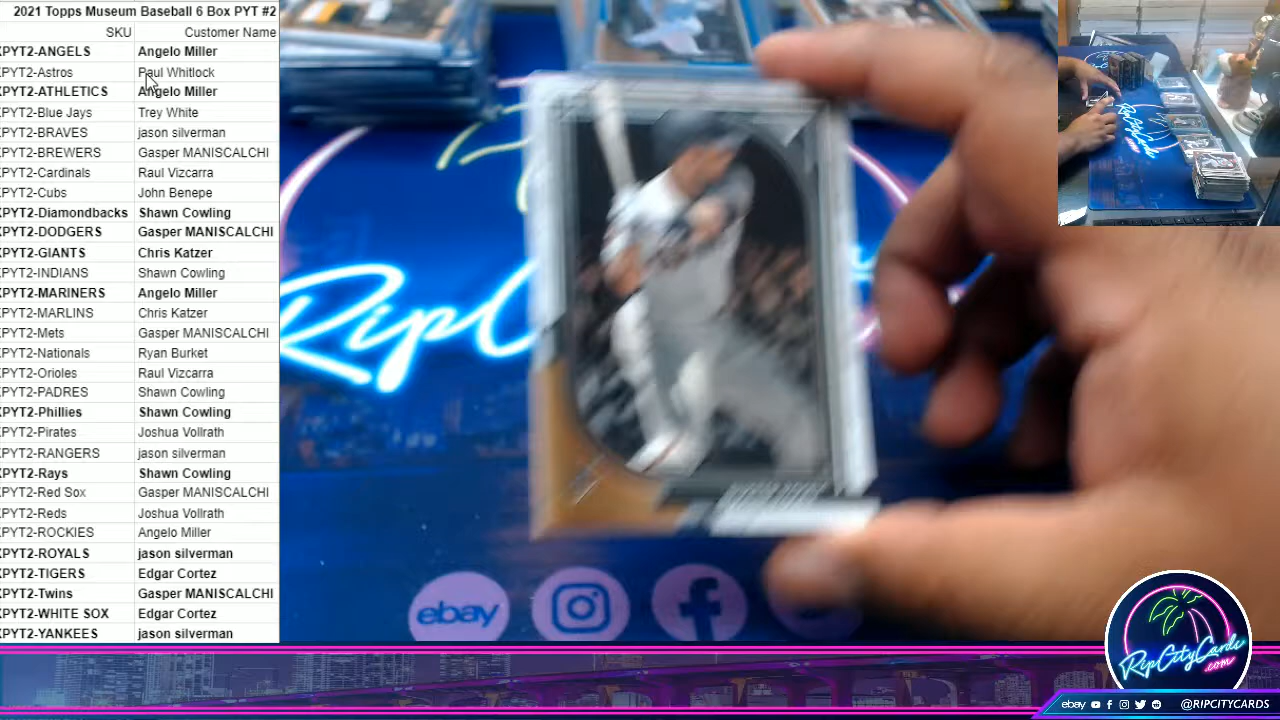 2021 Topps Museum Baseball 6 Box PYT #2
SKU Customer Name
PYT2-ANGELS Angelo Miller
PYT2-Astros Paul Whitlock
PYT2-ATHLETICS Angelo Miller
PYT2-Blue Jays Trey White
PYT2-BRAVES jason silverman
PYT2-BREWERS Gasper MANISCALCHI
PYT2-Cardinals Raul Vizcarra
PYT2-Cubs John Benepe
PYT2-Diamondbacks Shawn Cowling
PYT2-DODGERS Gasper MANISCALCHI
PYT2-GIANTS Chris Katzer
PYT2-INDIANS Shawn Cowling
PYT2-MARINERS Angelo Miller
PYT2-MARLINS Chris Katzer
PYT2-Mets Gasper MANISCALCHI
PYT2-Nationals Ryan Burket
PYT2-Orioles Raul Vizcarra
PYT2-PADRES Shawn Cowling
PYT2-Phillies Shawn Cowling
PYT2-Pirates Joshua Vollrath
PYT2-RANGERS jason silverman
PYT2-Rays Shawn Cowling
PYT2-Red Sox Gasper MANISCALCHI
PYT2-Reds Joshua Vollrath
PYT2-ROCKIES Angelo Miller
PYT2-ROYALS jason silverman
PYT2-TIGERS Edgar Cortez
PYT2-Twins Gasper MANISCALCHI
PYT2-WHITE SOX Edgar Cortez
PYT2-YANKEES jason silverman
RipC
ebay
RipCityCards
.com
ebay @RIPCITYCARDS